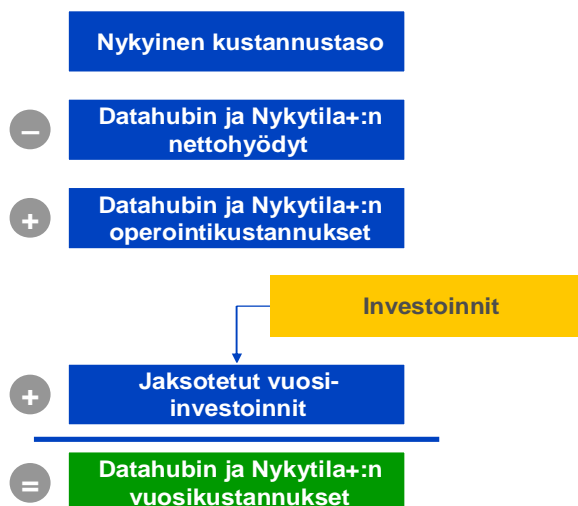 Nykyinen kustannustaso
−
Datahubin ja Nykytila+:n
nettohyödyt
+
Datahubin ja Nykytila+:n
operointikustannukset
Investoinnit
+
Jaksotetut vuosi-
investoinnit
=
Datahubin ja Nykytila+:n
vuosikustannukset